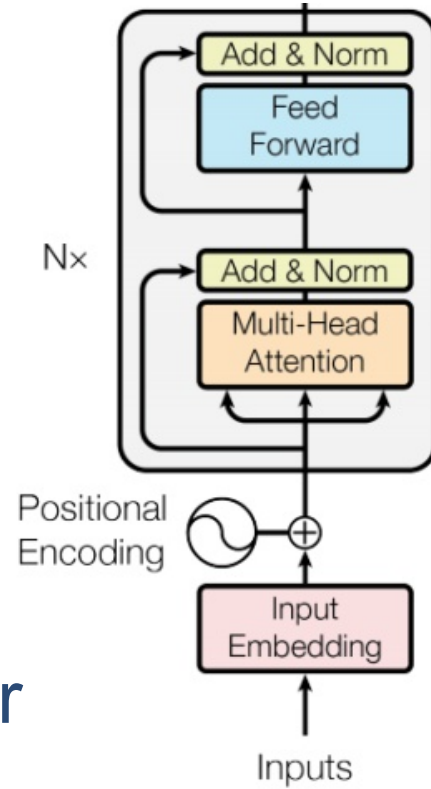 Add & Norm
Feed
Forward
N×
Add & Norm
Multi-Head
Attention
Positional
Encoding
Input
Embedding
r
Inputs